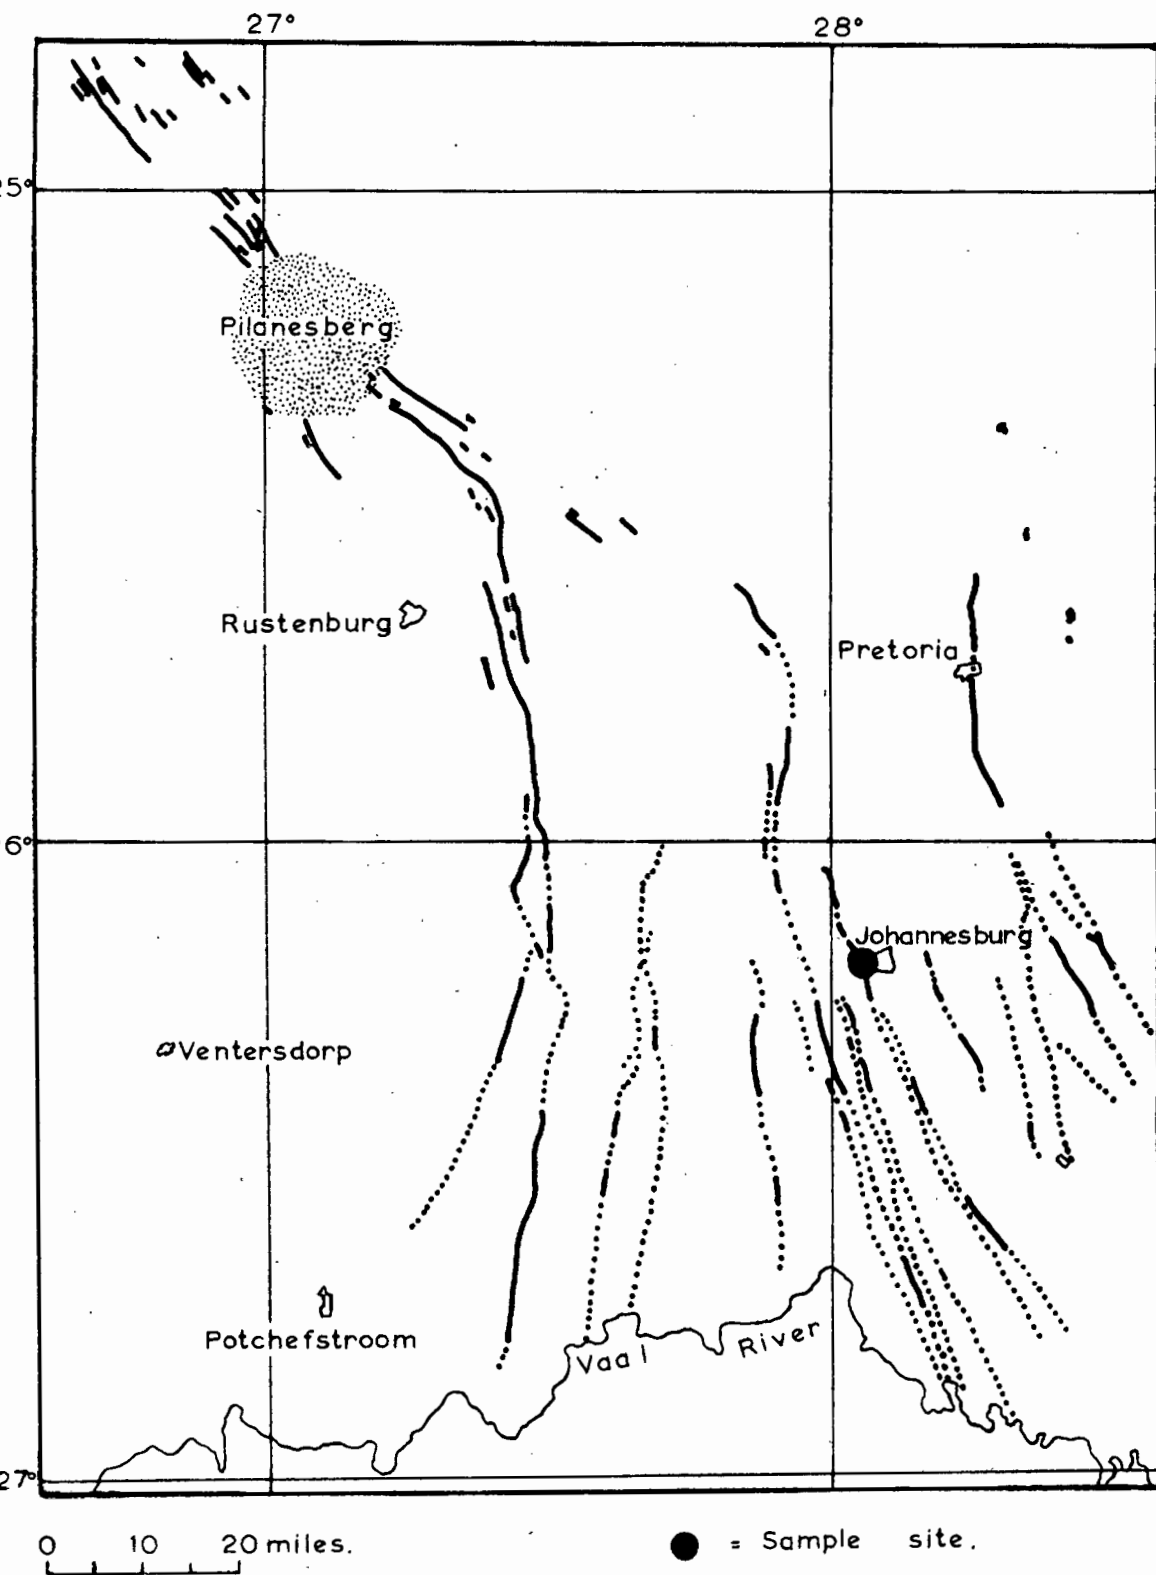 27° 28°
25°
Pilanesberg
Rustenburg
Pretoria
6°
Johannesburg
Ventersdorp
Potchefstroom
Vaal River
27°
0 10 20 miles.
= Sample site.